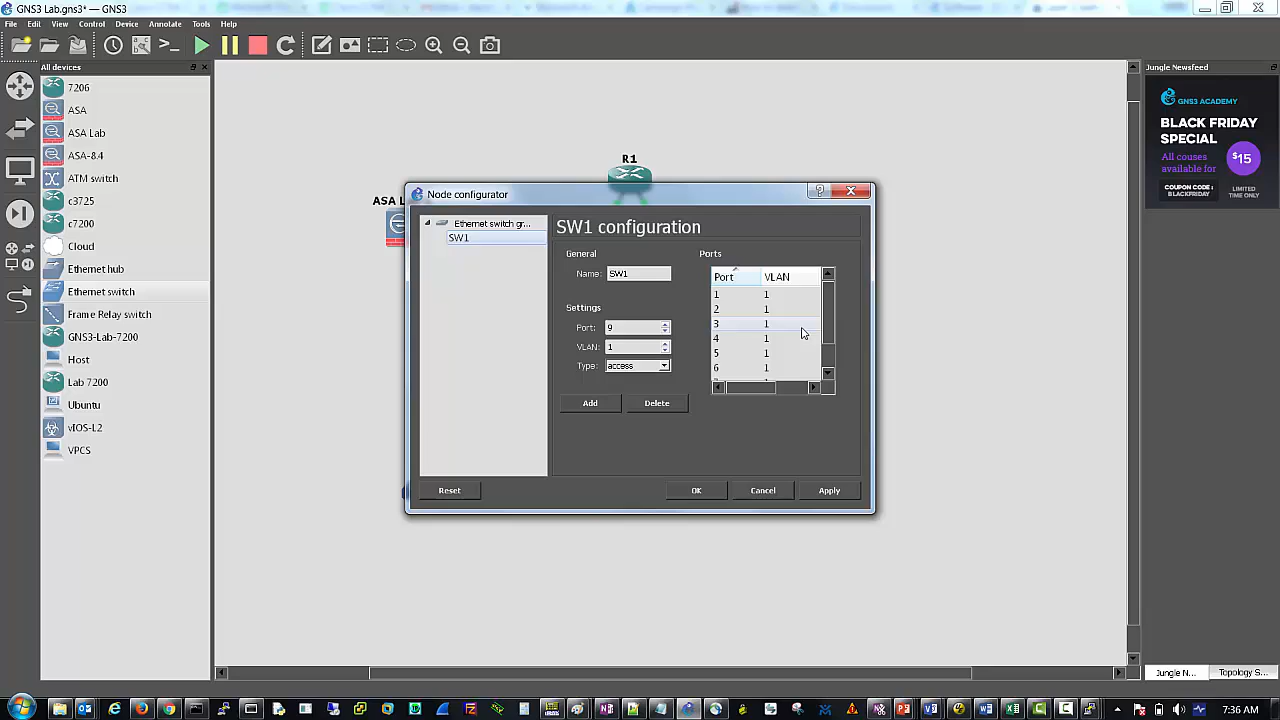 GNS3 Lab.gns3* — GNS3
File Edit View Control Device Annotate Tools Help
All devices
7206
ASA
ASA Lab
ASA-8.4
ATM switch
c3725
c7200
Cloud
Ethernet hub
Ethernet switch
Frame Relay switch
GNS3-Lab-7200
Host
Lab 7200
Ubuntu
vIOS-L2
VPCS
R1
ASA L
Node configurator
Ethernet switch gr...
SW1
SW1 configuration
General
Name: SW1
Settings
Port: 9
VLAN: 1
Type: access
Add Delete
Ports
Port VLAN
1 1
2 1
3 1
4 1
5 1
6 1
Reset OK Cancel Apply
Jungle Newsfeed
GNS3 ACADEMY
BLACK FRIDAY
SPECIAL
All couses
available for
$15
COUPON CODE:
BLACKFRIDAY
LIMITED
TIME ONLY
Jungle N... Topology S...
7:36 AM